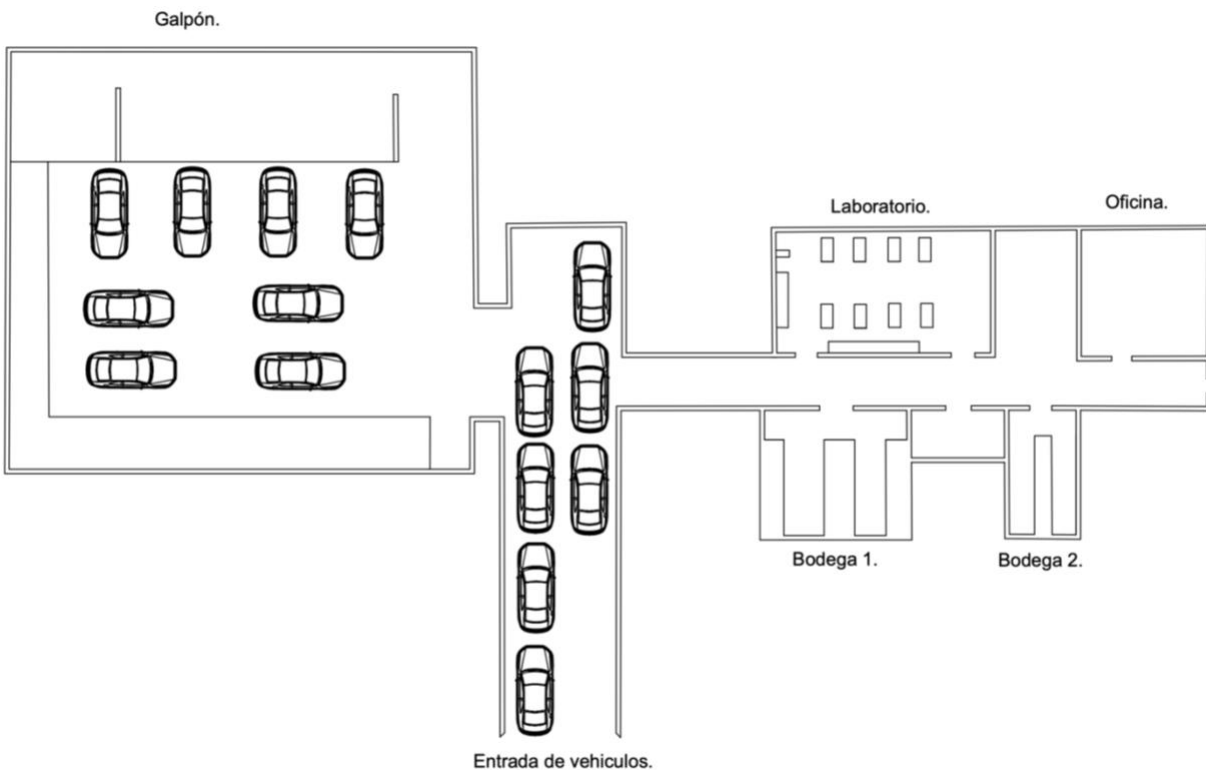 Galpón.
Laboratorio.
Oficina.
Bodega 1.
Bodega 2.
Entrada de vehiculos.